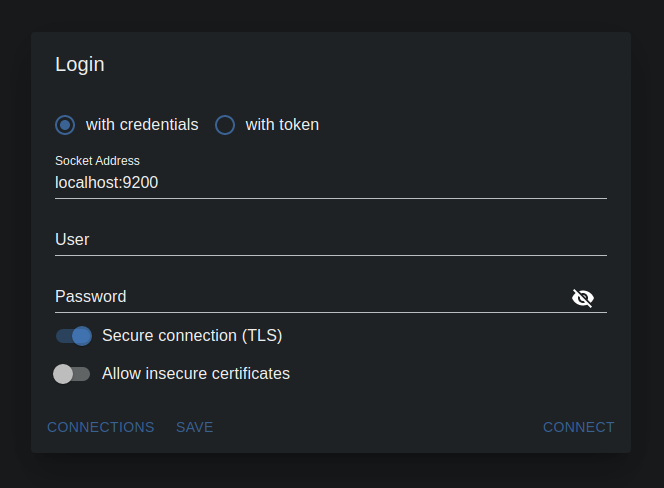 Login
with credentials with token
Socket Address
localhost:9200
User
Password
Secure connection (TLS)
Allow insecure certificates
CONNECTIONS SAVE CONNECT